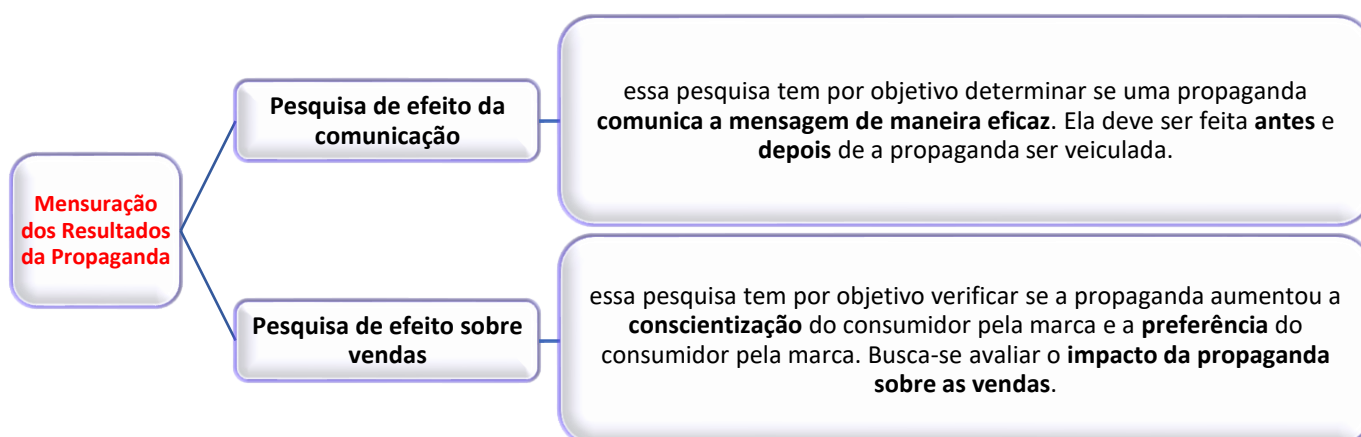 Mensuração
dos Resultados
da Propaganda
Pesquisa de efeito da
comunicação
essa pesquisa tem por objetivo determinar se uma propaganda
comunica a mensagem de maneira eficaz. Ela deve ser feita antes e
depois de a propaganda ser veiculada.
Pesquisa de efeito sobre
vendas
essa pesquisa tem por objetivo verificar se a propaganda aumentou a
conscientização do consumidor pela marca e a preferência do
consumidor pela marca. Busca-se avaliar o impacto da propaganda
sobre as vendas.